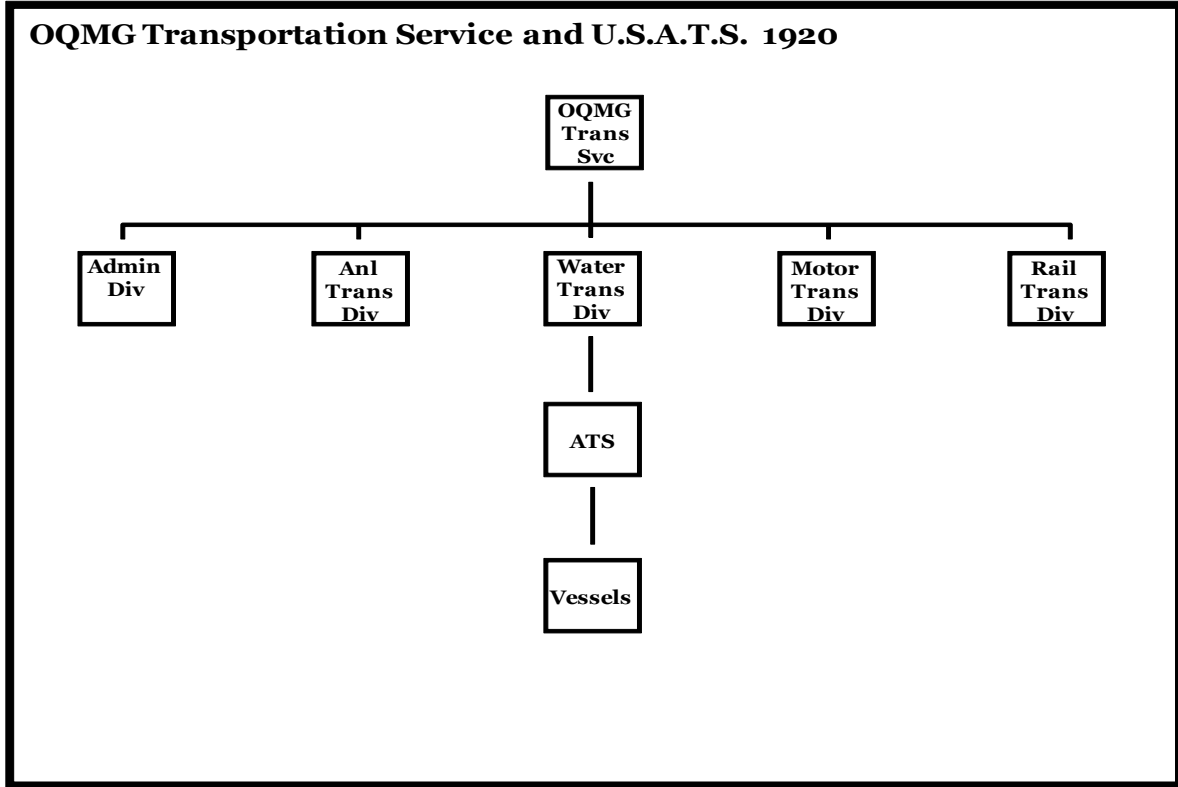 OQMG Transportation Service and U.S.A.T.S. 1920
OQMG
Trans
Svc
Admin
Div
Anl
Trans
Div
Water
Trans
Div
Motor
Trans
Div
Rail
Trans
Div
ATS
Vessels